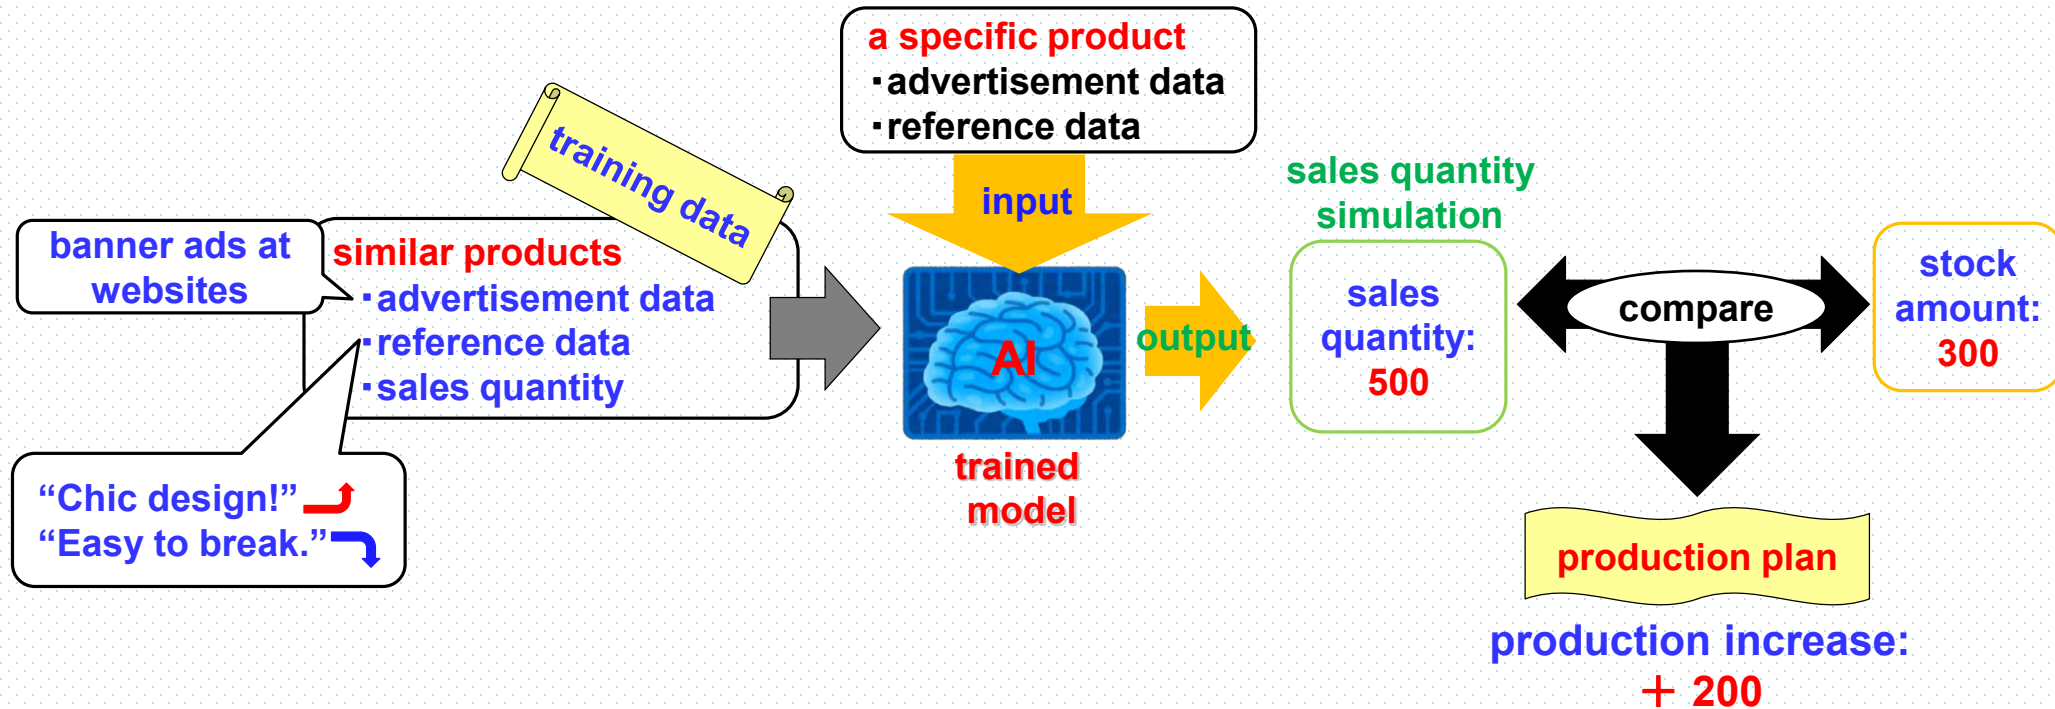 a specific product
・advertisement data
・reference data
input
training data
banner ads at
websites
similar products
・advertisement data
・reference data
・sales quantity
“Chic design!”
“Easy to break.”
AI
trained
model
output
sales quantity
simulation
sales
quantity:
500
compare
stock
amount:
300
production plan
production increase:
＋ 200